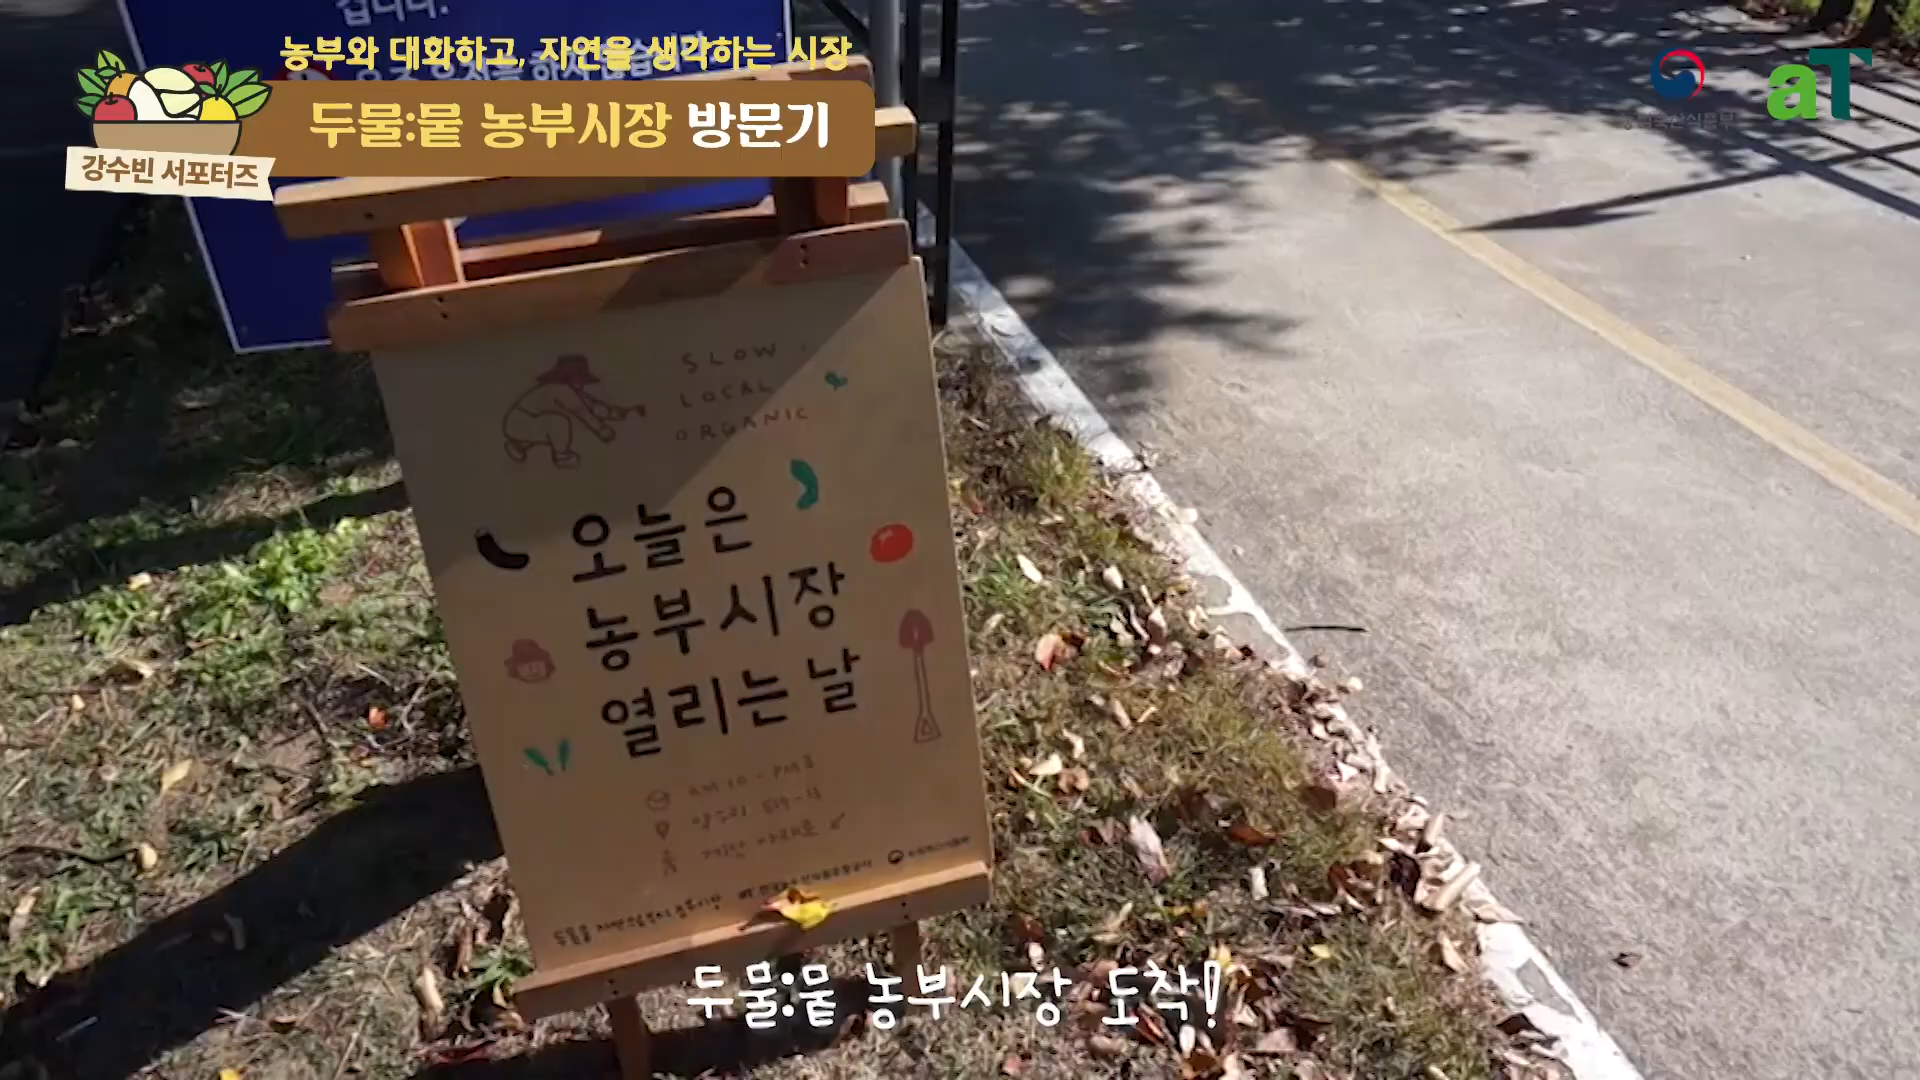 농부와 대화하고, 자연을 생각하는 시장
두물:뭍 농부시장 방문기
강수빈 서포터즈
aT
SLOW
LOCAL
ORGANIC
오늘은
농부시장
열리는 날
두물:뭍 농부시장 도착!